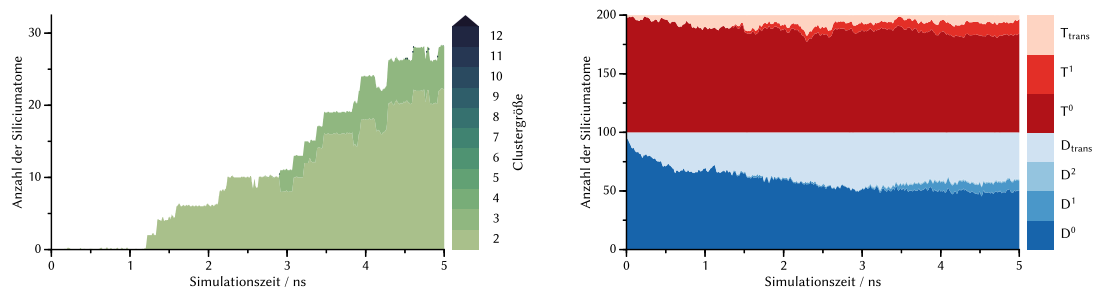 Anzahl der Siliciumatome
30
20
10
0
0
1
2
3
4
5
Simulationszeit / ns
12
11
10
9
8
7
6
5
4
3
2
Clustergröße
Anzahl der Siliciumatome
200
150
100
50
0
0
1
2
3
4
5
Simulationszeit / ns
T_trans
T¹
T⁰
D_trans
D²
D¹
D⁰